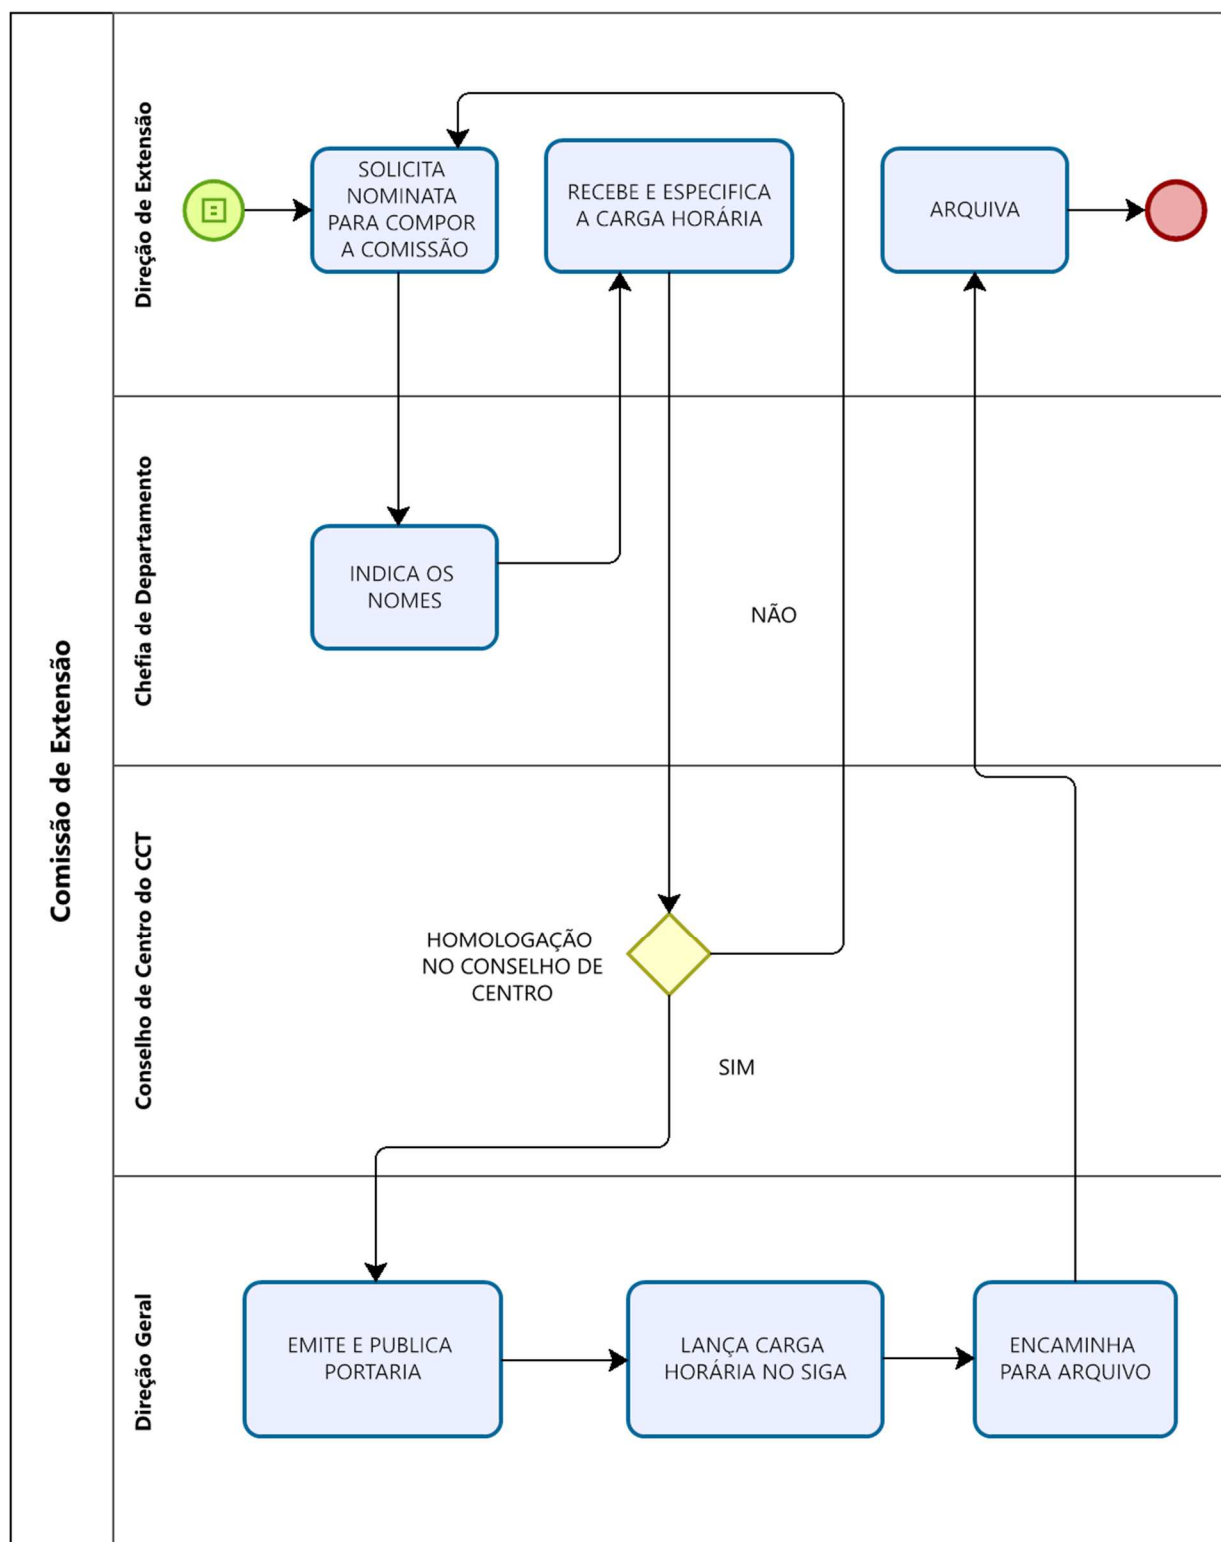 Comissão de Extensão
Direção de Extensão
SOLICITA
NOMINATA
PARA COMPOR
A COMISSÃO
RECEBE E ESPECIFICA
A CARGA HORÁRIA
ARQUIVA
Chefia de Departamento
INDICA OS
NOMES
NÃO
Conselho de Centro do CCT
HOMOLOGAÇÃO
NO CONSELHO DE
CENTRO
SIM
Direção Geral
EMITE E PUBLICA
PORTARIA
LANÇA CARGA
HORÁRIA NO SIGA
ENCAMINHA
PARA ARQUIVO